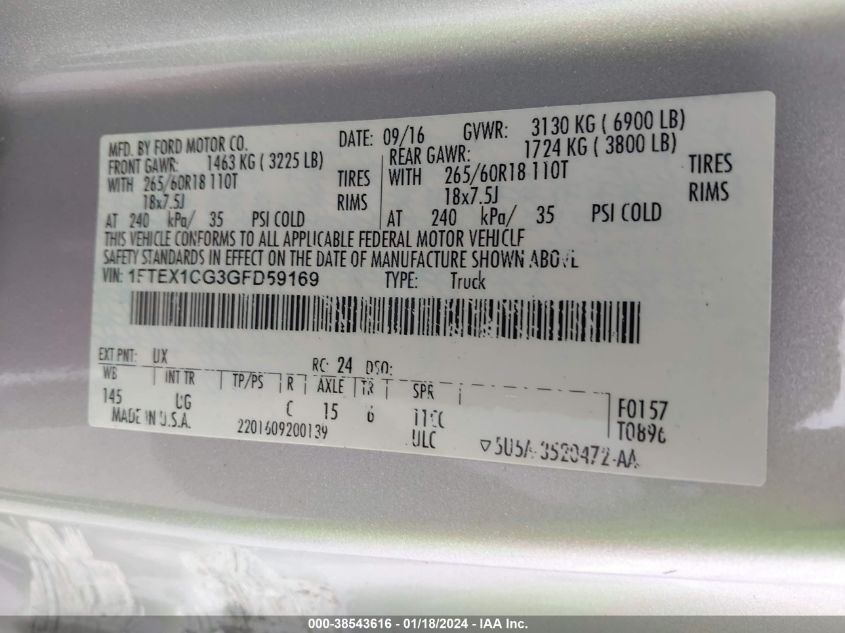 MFD. BY FORD MOTOR CO. DATE: 09/16 GVWR: 3130 KG ( 6900 LB)
FRONT GAWR: 1463 KG ( 3225 LB) REAR GAWR: 1724 KG ( 3800 LB)
WITH 265/60R18 110T TIRES WITH 265/60R18 110T TIRES
18x7.5J RIMS 18x7.5J RIMS
AT 240 kPa/ 35 PSI COLD AT 240 kPa/ 35 PSI COLD
THIS VEHICLE CONFORMS TO ALL APPLICABLE FEDERAL MOTOR VEHICLE
SAFETY STANDARDS IN EFFECT ON THE DATE OF MANUFACTURE SHOWN ABOVE.
VIN: 1FTEX1CG3GFD59169 TYPE: Truck
EXT PNT: UX RC: 24 DSO:
WB INT TR TP/PS R AXLE TR SPR
145 C 15 6 F0157
MADE IN U.S.A. 2201609200139 T0896
5U5A-3520472-AA
000-38543616 - 01/18/2024 - IAA Inc.